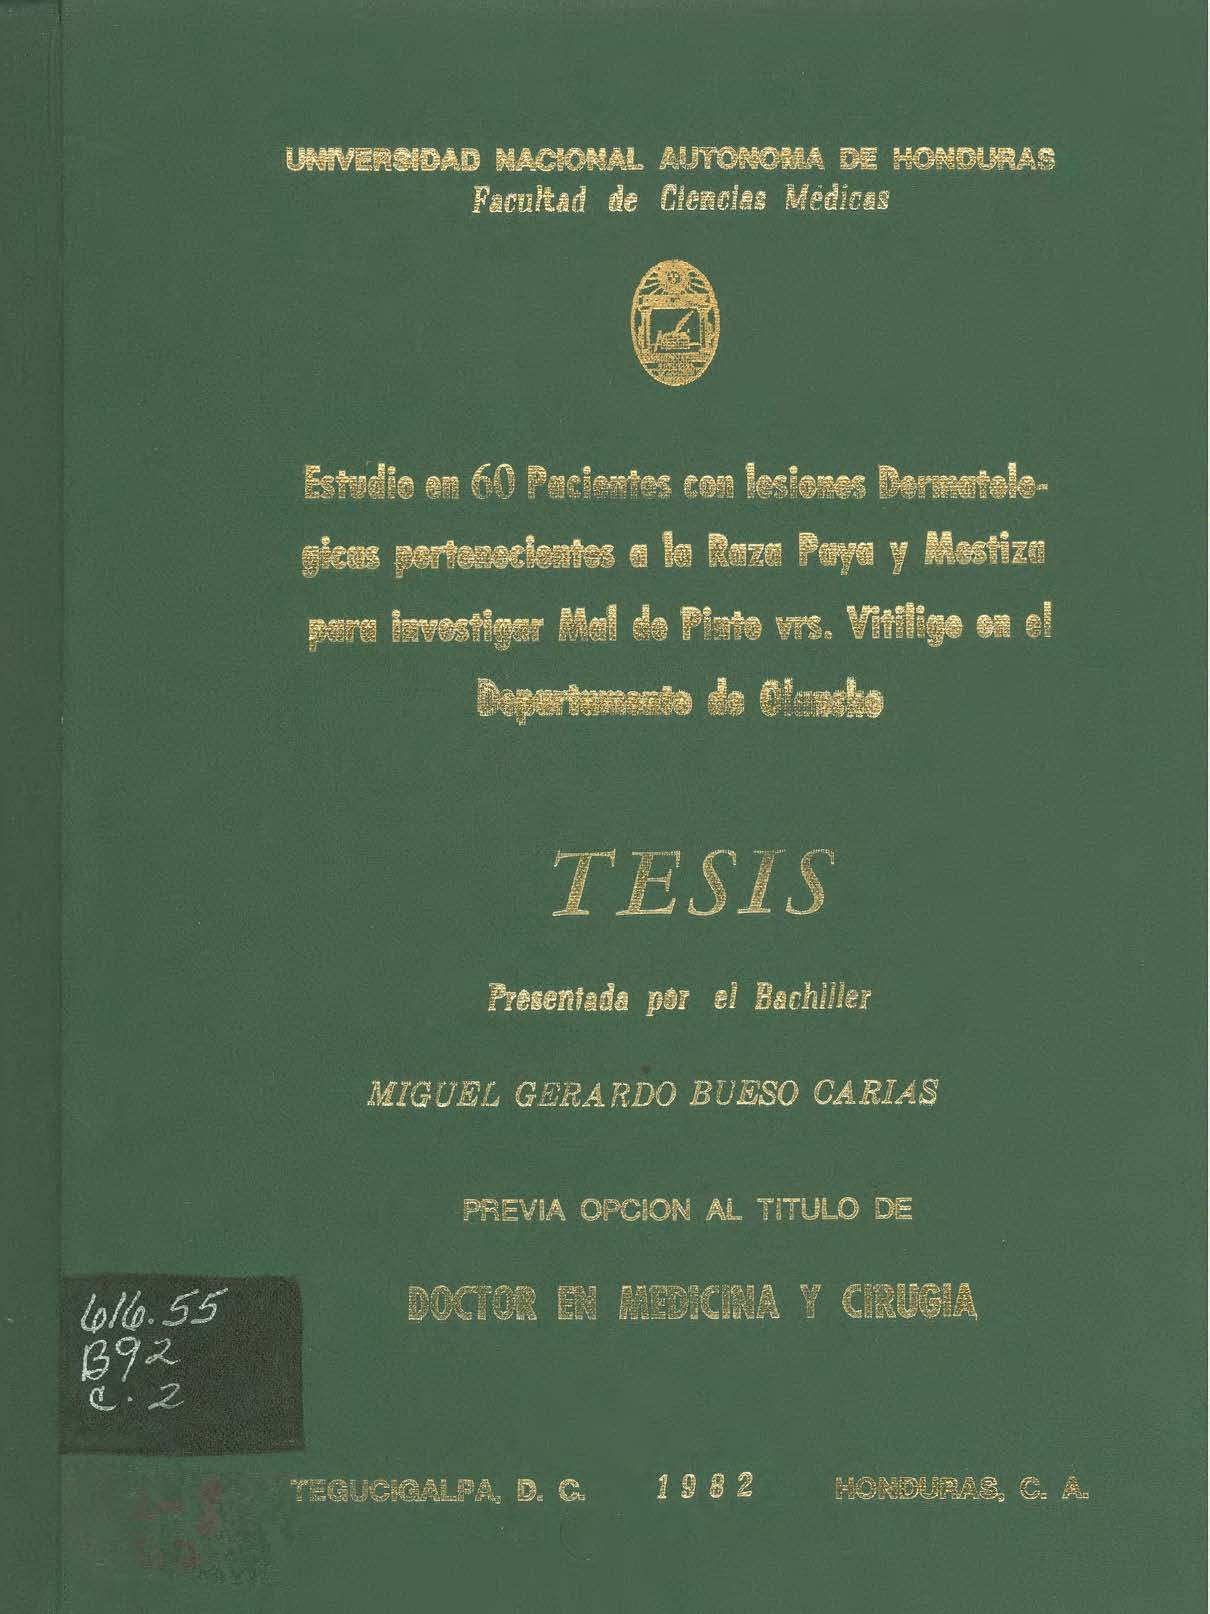 UNIVERSIDAD NACIONAL AUTONOMA DE HONDURAS
Facultad de Ciencias Médicas
Estudio en 60 Pacientes con lesiones Dermatolo-
gicas pertenecientes a la Raza Paya y Mestiza
para investigar Mal de Pinto vrs. Vitiligo en el
Departamento de Olancho
TESIS
Presentada por el Bachiller
MIGUEL GERARDO BUESO CARIAS
PREVIA OPCION AL TITULO DE
DOCTOR EN MEDICINA Y CIRUGIA
616.55
B92
C. 2
TEGUCIGALPA, D. C. 1982 HONDURAS, C. A.